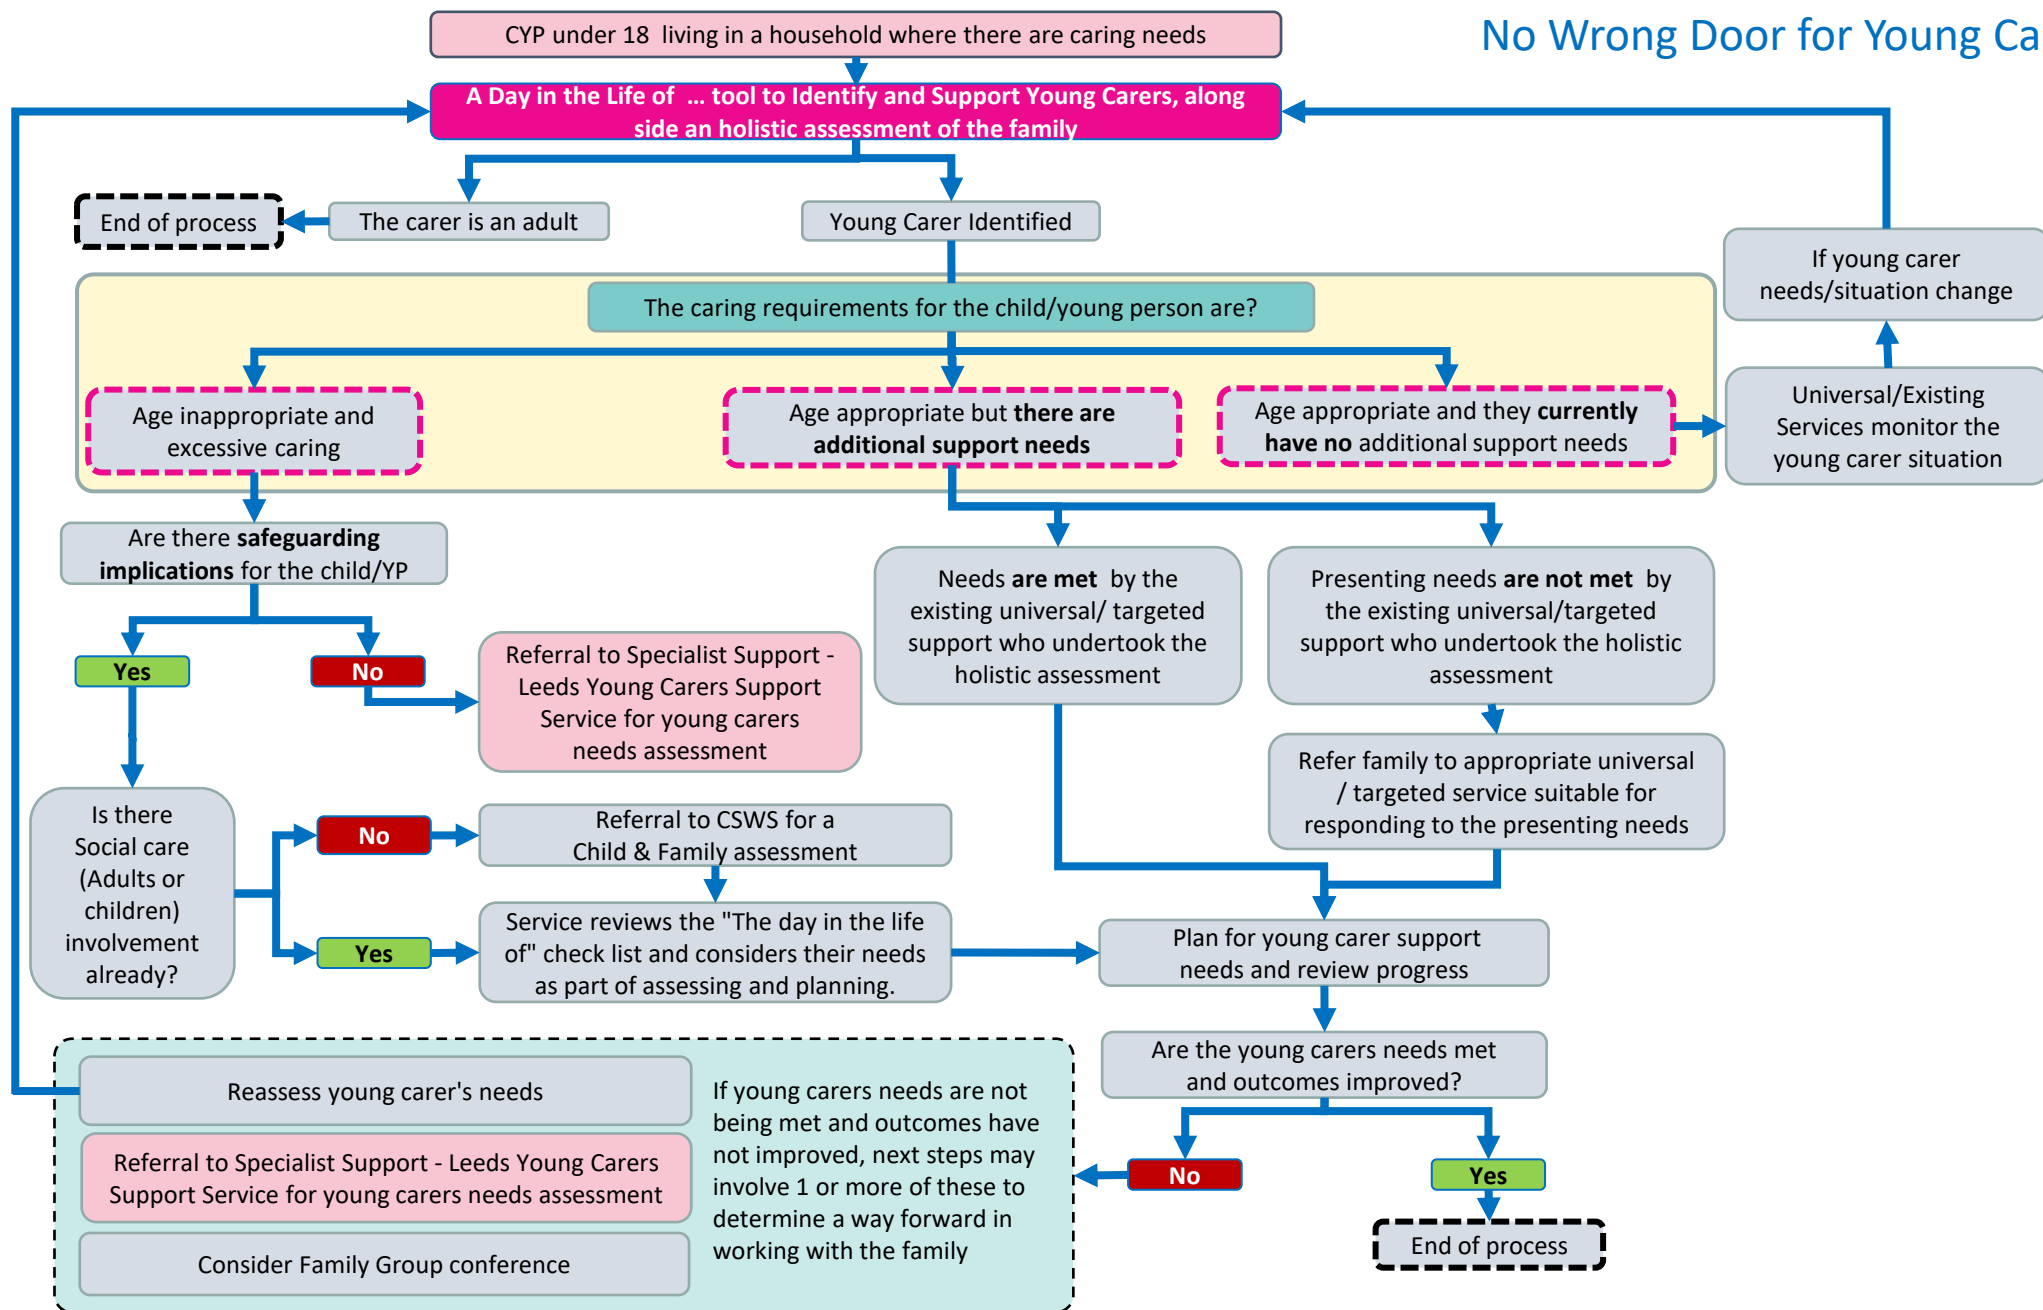 No Wrong Door for Young Ca
CYP under 18 living in a household where there are caring needs
A Day in the Life of ... tool to Identify and Support Young Carers, along
side an holistic assessment of the family
End of process
The carer is an adult
Young Carer Identified
If young carer
needs/situation change
The caring requirements for the child/young person are?
Age inappropriate and
excessive caring
Age appropriate but there are
additional support needs
Age appropriate and they currently
have no additional support needs
Universal/Existing
Services monitor the
young carer situation
Are there safeguarding
implications for the child/YP
Yes
No
Referral to Specialist Support -
Leeds Young Carers Support
Service for young carers
needs assessment
Needs are met by the
existing universal/ targeted
support who undertook the
holistic assessment
Presenting needs are not met by
the existing universal/targeted
support who undertook the holistic
assessment
Refer family to appropriate universal
/ targeted service suitable for
responding to the presenting needs
Is there
Social care
(Adults or
children)
involvement
already?
No
Referral to CSWS for a
Child & Family assessment
Yes
Service reviews the "The day in the life
of" check list and considers their needs
as part of assessing and planning.
Plan for young carer support
needs and review progress
Are the young carers needs met
and outcomes improved?
No
Yes
End of process
Reassess young carer's needs
Referral to Specialist Support - Leeds Young Carers
Support Service for young carers needs assessment
Consider Family Group conference
If young carers needs are not
being met and outcomes have
not improved, next steps may
involve 1 or more of these to
determine a way forward in
working with the family